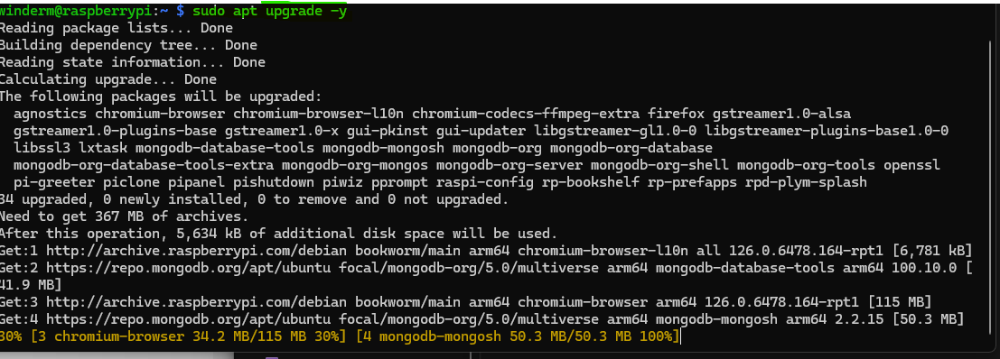 winderm@raspberrypi:~ $ sudo apt upgrade -y
Reading package lists... Done
Building dependency tree... Done
Reading state information... Done
Calculating upgrade... Done
The following packages will be upgraded:
  agnostics chromium-browser chromium-browser-l10n chromium-codecs-ffmpeg-extra firefox gstreamer1.0-alsa
  gstreamer1.0-plugins-base gstreamer1.0-x gui-pkinst gui-updater libgstreamer-gl1.0-0 libgstreamer-plugins-base1.0-0
  libssl3 lxtask mongodb-database-tools mongodb-mongosh mongodb-org mongodb-org-database
  mongodb-org-database-tools-extra mongodb-org-mongos mongodb-org-server mongodb-org-shell mongodb-org-tools openssl
  pi-greeter piclone pipanel pishutdown piwiz pprompt raspi-config rp-bookshelf rp-prefapps rpd-plym-splash
34 upgraded, 0 newly installed, 0 to remove and 0 not upgraded.
Need to get 367 MB of archives.
After this operation, 5,634 kB of additional disk space will be used.
Get:1 http://archive.raspberrypi.com/debian bookworm/main arm64 chromium-browser-l10n all 126.0.6478.164-rpt1 [6,781 kB]
Get:2 https://repo.mongodb.org/apt/ubuntu focal/mongodb-org/5.0/multiverse arm64 mongodb-database-tools arm64 100.10.0 [
41.9 MB]
Get:3 http://archive.raspberrypi.com/debian bookworm/main arm64 chromium-browser arm64 126.0.6478.164-rpt1 [115 MB]
Get:4 https://repo.mongodb.org/apt/ubuntu focal/mongodb-org/5.0/multiverse arm64 mongodb-mongosh arm64 2.2.15 [50.3 MB]
30% [3 chromium-browser 34.2 MB/115 MB 30%] [4 mongodb-mongosh 50.3 MB/50.3 MB 100%]